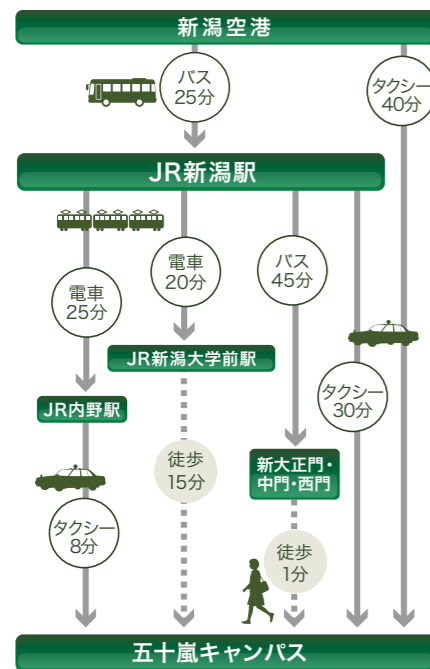 新潟空港
バス
25分
タクシー
40分
JR新潟駅
電車
25分
電車
20分
バス
45分
タクシー
30分
JR新潟大学前駅
JR内野駅
徒歩
15分
新大正門・
中門・西門
タクシー
8分
徒歩
1分
五十嵐キャンパス